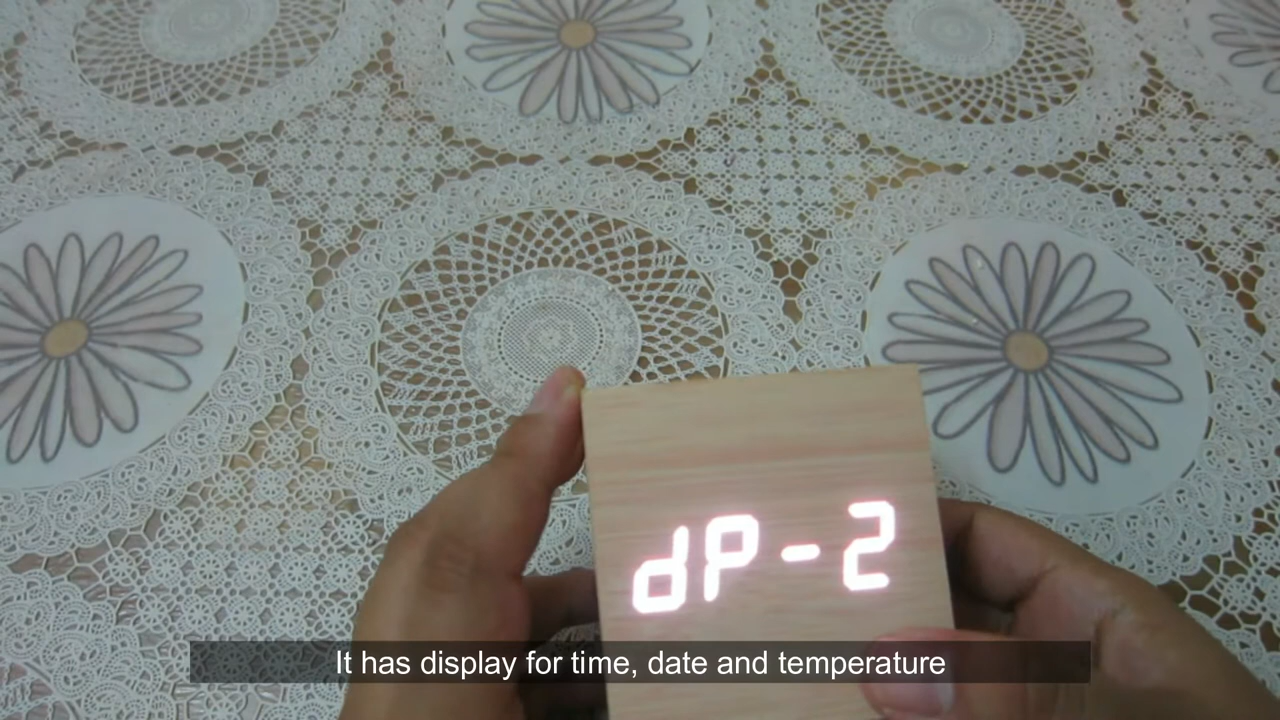 dP-2
It has display for time, date and temperature